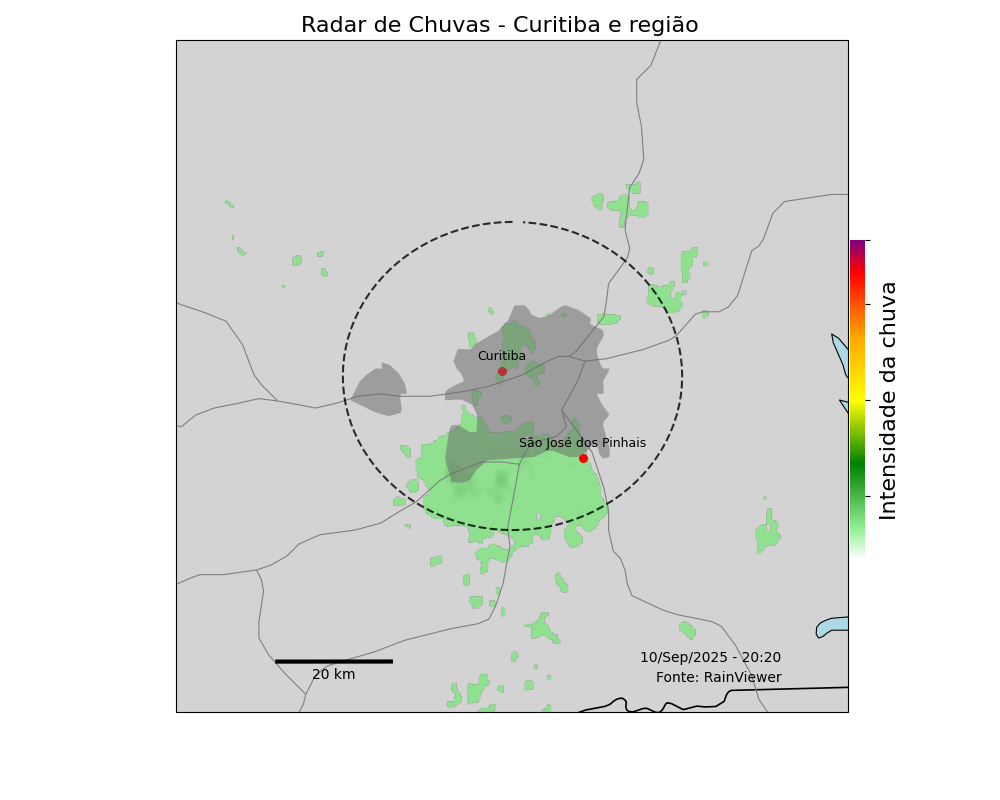 Radar de Chuvas - Curitiba e região
Curitiba
São José dos Pinhais
Intensidade da chuva
10/Sep/2025 - 20:20
20 km
Fonte: RainViewer